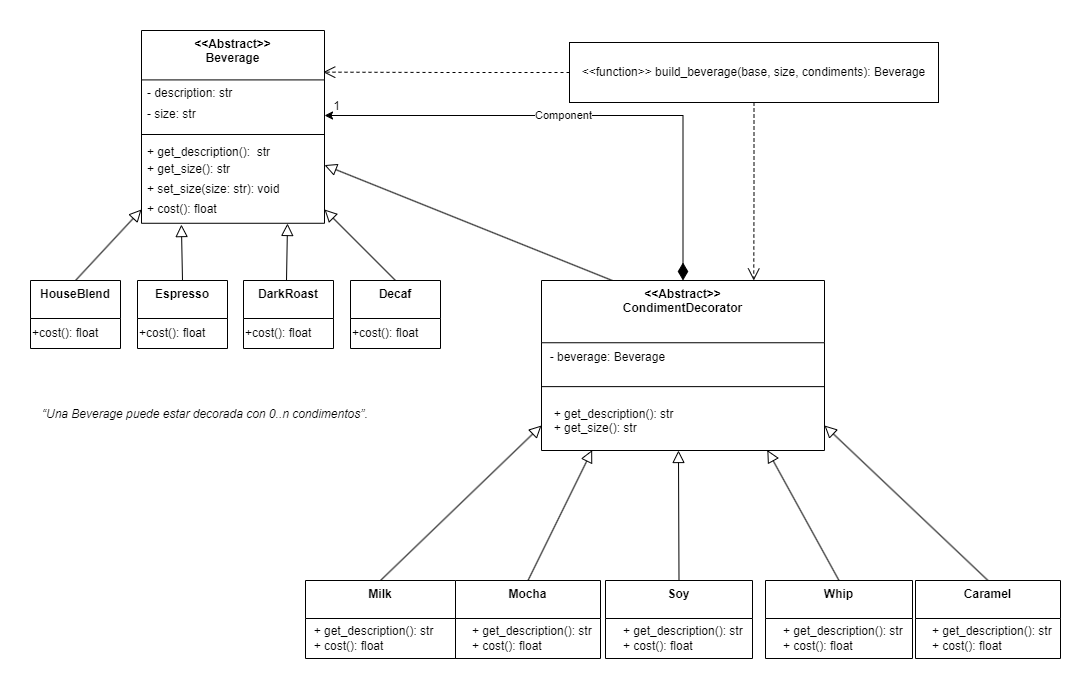 <<Abstract>>
Beverage
- description: str
- size: str
+ get_description():  str
+ get_size(): str
+ set_size(size: str): void
+ cost(): float
<<function>> build_beverage(base, size, condiments): Beverage
1
Component
HouseBlend
+cost(): float
Espresso
+cost(): float
DarkRoast
+cost(): float
Decaf
+cost(): float
<<Abstract>>
CondimentDecorator
- beverage: Beverage
+ get_description(): str
+ get_size(): str
“Una Beverage puede estar decorada con 0..n condimentos”.
Milk
+ get_description(): str
+ cost(): float
Mocha
+ get_description(): str
+ cost(): float
Soy
+ get_description(): str
+ cost(): float
Whip
+ get_description(): str
+ cost(): float
Caramel
+ get_description(): str
+ cost(): float